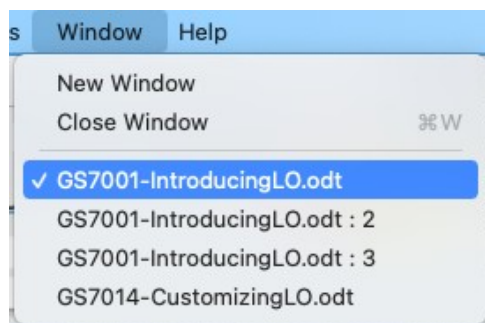 s Window Help
New Window
Close Window ⌘W
✓ GS7001-IntroducingLO.odt
GS7001-IntroducingLO.odt : 2
GS7001-IntroducingLO.odt : 3
GS7014-CustomizingLO.odt